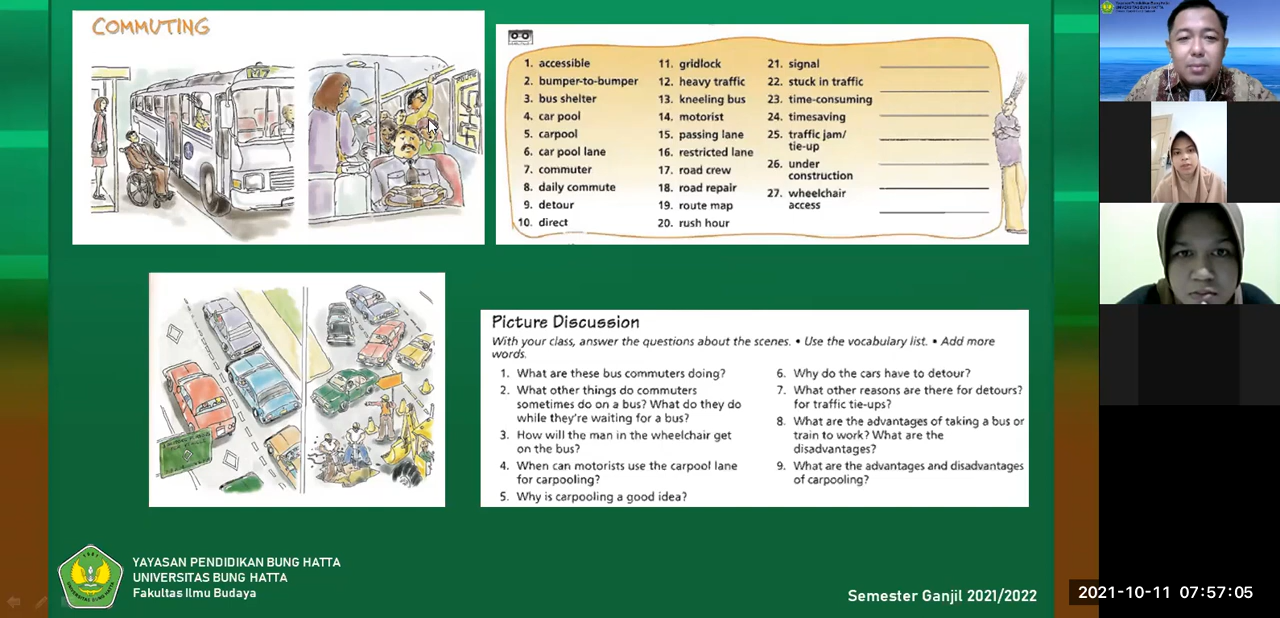 COMMUTING
M7
1. accessible
2. bumper-to-bumper
3. bus shelter
4. car pool
5. carpool
6. car pool lane
7. commuter
8. daily commute
9. detour
10. direct
11. gridlock
12. heavy traffic
13. kneeling bus
14. motorist
15. passing lane
16. restricted lane
17. road crew
18. road repair
19. route map
20. rush hour
21. signal
22. stuck in traffic
23. time-consuming
24. timesaving
25. traffic jam/
tie-up
26. under
construction
27. wheelchair
access
Picture Discussion
With your class, answer the questions about the scenes. • Use the vocabulary list. • Add more
words.
1. What are these bus commuters doing?
2. What other things do commuters
sometimes do on a bus? What do they do
while they're waiting for a bus?
3. How will the man in the wheelchair get
on the bus?
4. When can motorists use the carpool lane
for carpooling?
5. Why is carpooling a good idea?
6. Why do the cars have to detour?
7. What other reasons are there for detours?
for traffic tie-ups?
8. What are the advantages of taking a bus or
train to work? What are the
disadvantages?
9. What are the advantages and disadvantages
of carpooling?
YAYASAN PENDIDIKAN BUNG HATTA
UNIVERSITAS BUNG HATTA
Fakultas Ilmu Budaya
Semester Ganjil 2021/2022
UNIVERSITAS BUNG HATTA
2021-10-11 07:57:05